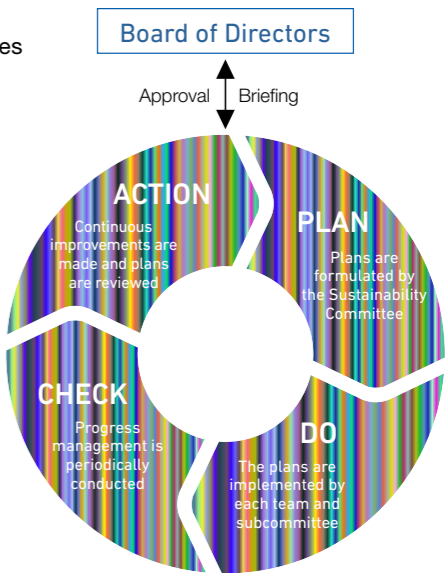 es
Board of Directors
Approval
Briefing
ACTION
Continuous
improvements are
made and plans
are reviewed
PLAN
Plans are
formulated by
the Sustainability
Committee
CHECK
Progress
management is
periodically
conducted
DO
The plans are
implemented by
each team and
subcommittee